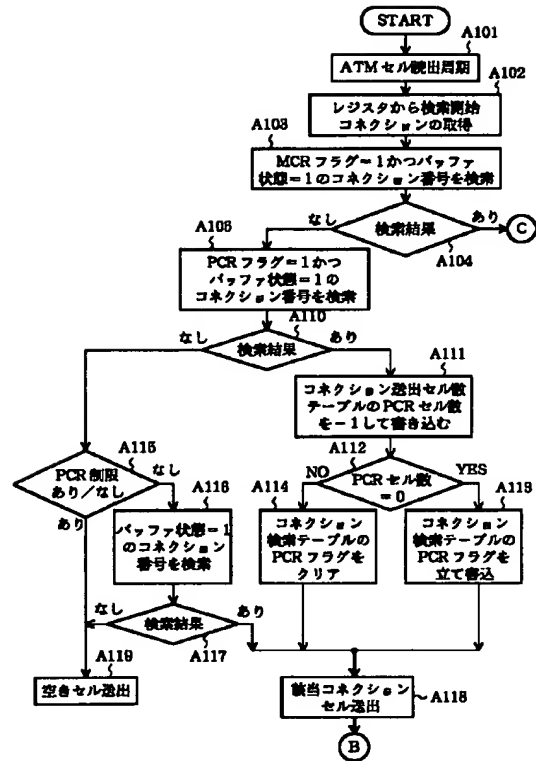 START
A101
ATMセル読出周期
A102
レジスタから検索開始
コネクションの取得
A103
MCRフラグ=1かつバッファ
状態=1のコネクション番号を検索
なし
検索結果
あり
C
A104
A105
PCRフラグ=1かつ
バッファ状態=1の
コネクション番号を検索
A110
なし
検索結果
あり
A111
コネクション送出セル数
テーブルのPCRセル数
を-1して書き込む
A112
NO
PCRセル数
=0
YES
A115
PCR制限
あり/なし
なし
あり
A116
バッファ状態=1
のコネクション
番号を検索
A114
コネクション
検索テーブルの
PCRフラグを
クリア
A113
コネクション
検索テーブルの
PCRフラグを
立て書込
なし
検索結果
あり
A117
A119
空きセル送出
該当コネクション
セル送出
A118
B